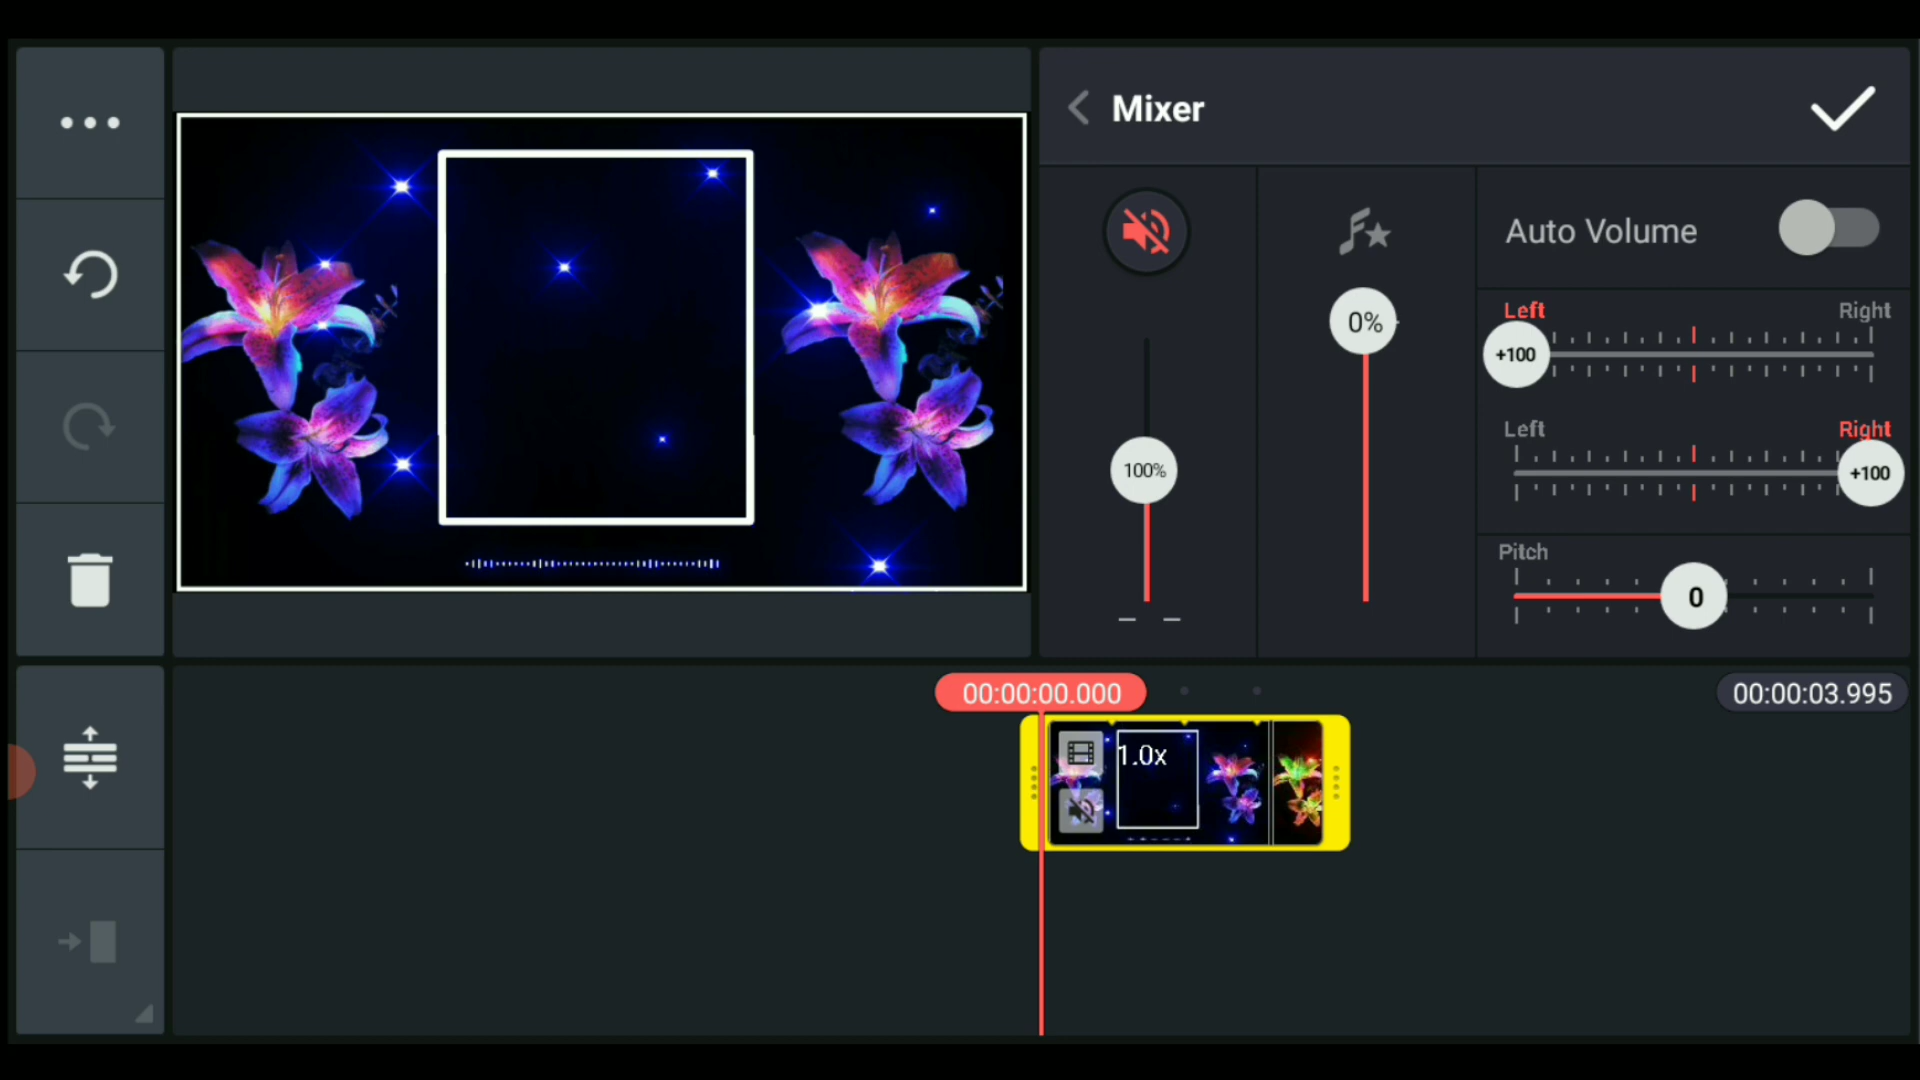 Mixer
Auto Volume
0%
Left
Right
+100
Left
Right
100%
+100
Pitch
0
00:00:00.000
00:00:03.995
1.0x